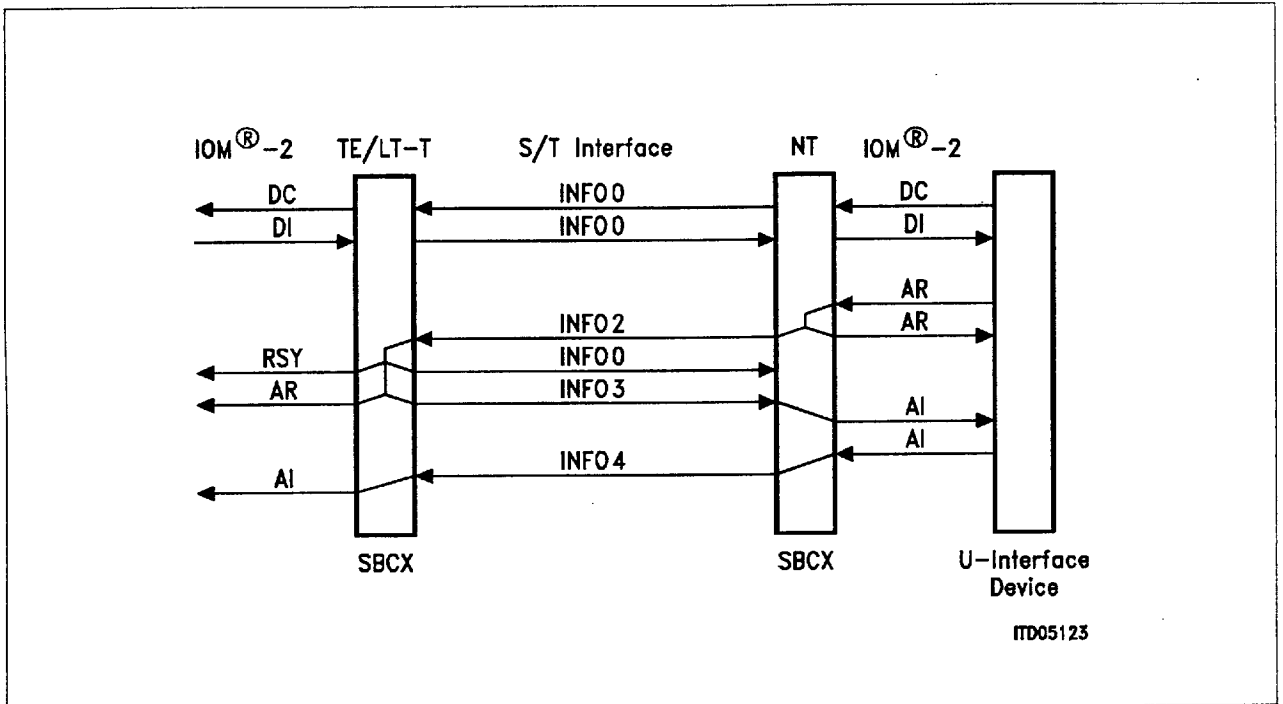 IOM®-2 TE/LT-T S/T Interface NT IOM®-2
DC INFO 0 DC
DI INFO 0 DI
AR
INFO 2 AR
RSY INFO 0
AR INFO 3
AI
AI
INFO 4
AI
SBCX SBCX U-Interface
Device
ITD05123